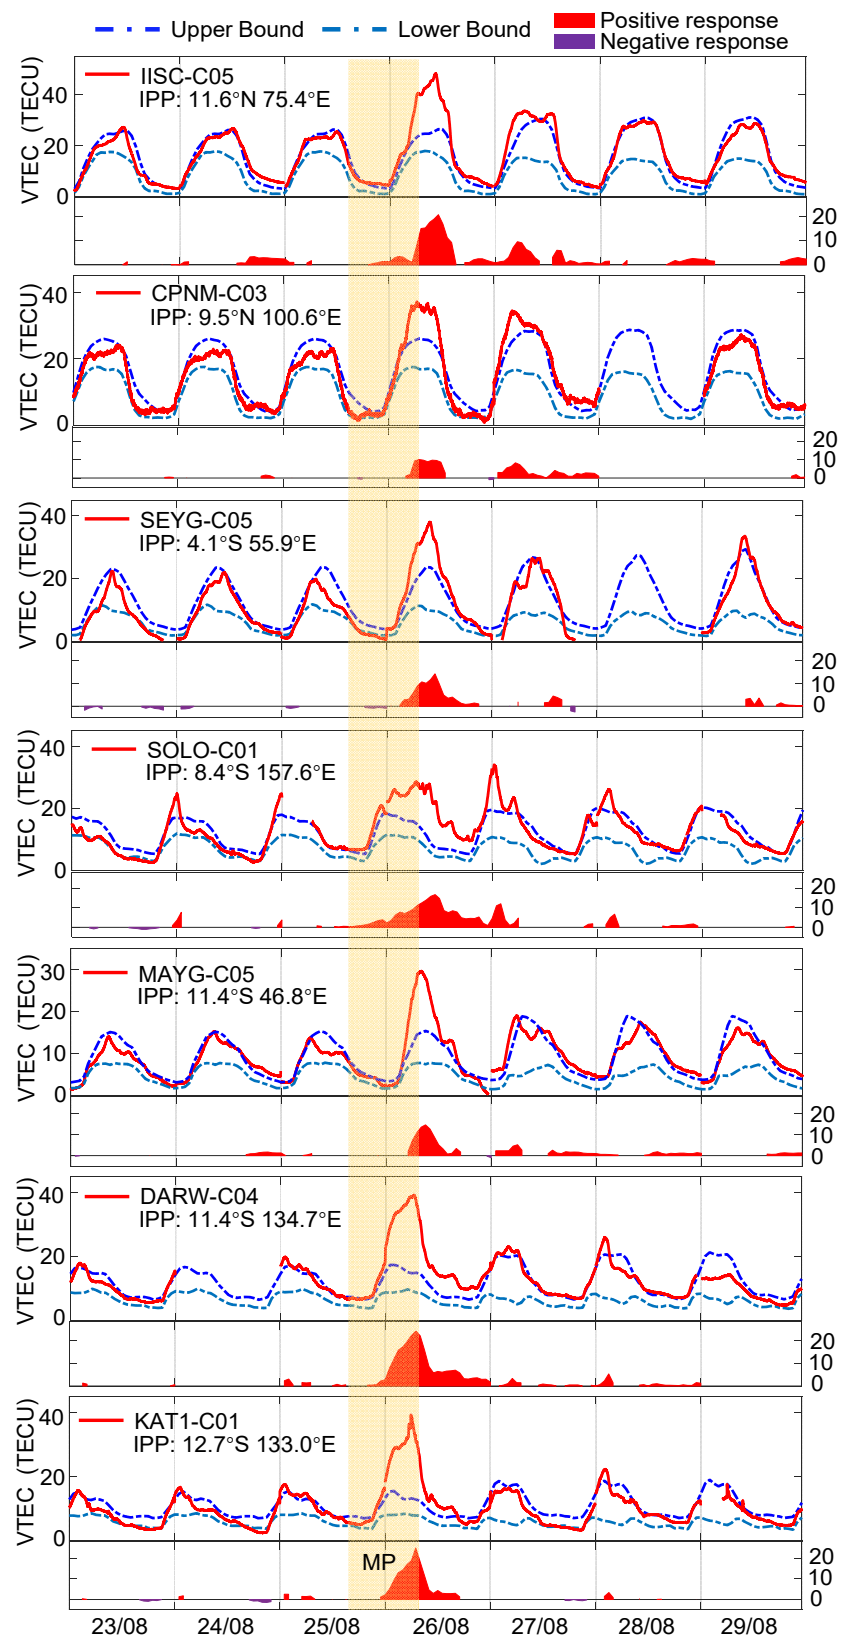 Upper Bound
Lower Bound
Positive response
Negative response
VTEC (TECU)
40
20
0
IISC-C05
IPP: 11.6°N 75.4°E
20
10
0
VTEC (TECU)
40
20
0
CPNM-C03
IPP: 9.5°N 100.6°E
20
10
0
VTEC (TECU)
40
20
0
SEYG-C05
IPP: 4.1°S 55.9°E
20
10
0
VTEC (TECU)
40
20
0
SOLO-C01
IPP: 8.4°S 157.6°E
20
10
0
VTEC (TECU)
30
20
10
0
MAYG-C05
IPP: 11.4°S 46.8°E
20
10
0
VTEC (TECU)
40
20
0
DARW-C04
IPP: 11.4°S 134.7°E
20
10
0
VTEC (TECU)
40
20
0
KAT1-C01
IPP: 12.7°S 133.0°E
MP
20
10
0
23/08 24/08 25/08 26/08 27/08 28/08 29/08